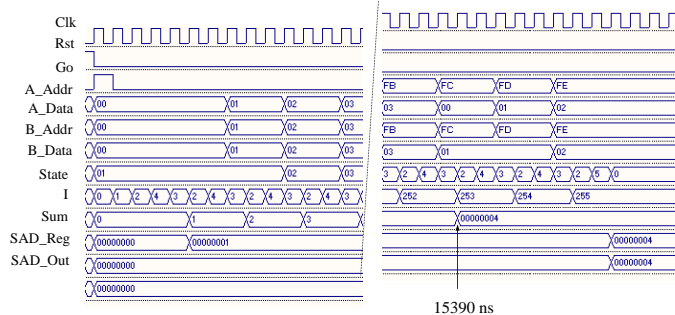 Clk
Rst
Go
A_Addr
FB FC FD FE
A_Data 00 01 02 03 03 00 01 02
B_Addr 00 01 02 03 FB FC FD FE
B_Data 00 01 02 03 03 01 02
State 01 02 03 3 2 4 3 2 4 3 2 4 3 2 5 0
I 0 1 2 4 3 2 4 3 2 4 3 2 4 3 252 253 254 255
Sum 0 1 2 3 00000004
SAD_Reg 00000000 00000001 00000004
SAD_Out 00000000 00000004
00000000
15390 ns